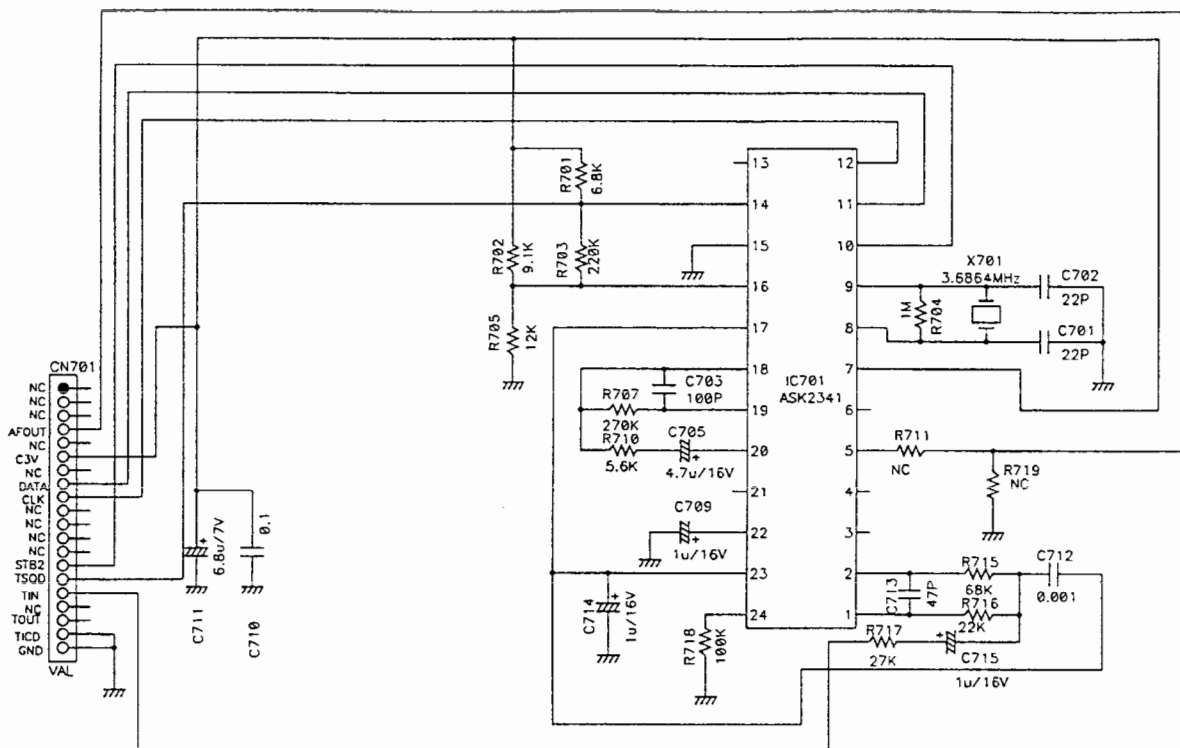 R701
6.8K
R702
9.1K
R703
220K
R705
12K
13
14
15
16
17
18
19
20
21
22
23
24
12
11
10
9
8
7
6
5
4
3
2
1
IC701
ASK2341
X701
3.6864MHz
1M
R704
C702
22P
C701
22P
C703
100P
R707
270K
R710
5.6K
C705
+
4.7u/16V
C709
+
1u/16V
R711
NC
R719
NC
C714
+
1u/16V
R718
100K
C713
47P
R715
68K
R716
22K
C712
0.001
R717
27K
+
C715
1u/16V
CN701
NC
NC
NC
AFOUT
NC
C3V
NC
DATA
CLK
NC
NC
NC
NC
STB2
TSQD
TIN
NC
TOUT
TICD
GND
VAL
+
6.8u/7V
C711
0.1
C710